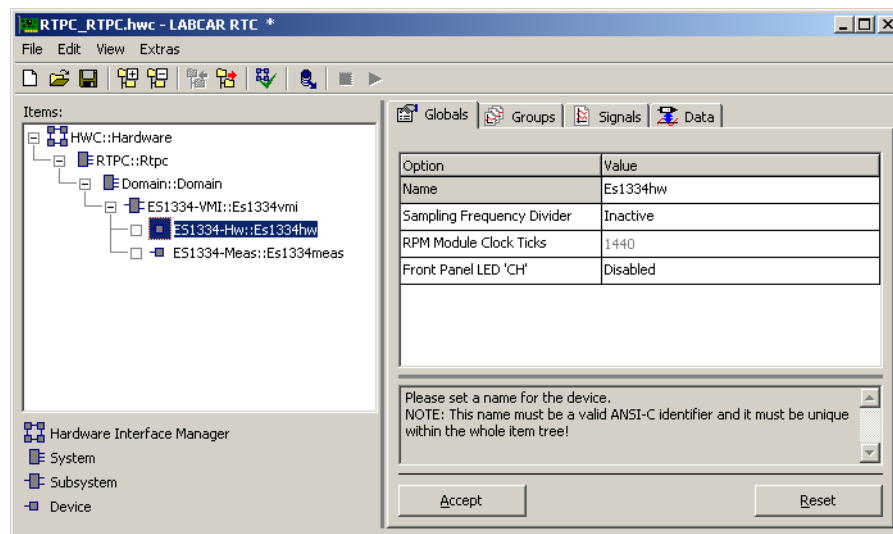 RTPC_RTPC.hwc - LABCAR RTC *
File Edit View Extras
Items:
HWC::Hardware
RTPC::Rtpc
Domain::Domain
ES1334-VMI::Es1334vmi
ES1334-Hw::Es1334hw
ES1334-Meas::Es1334meas
Hardware Interface Manager
System
Subsystem
Device
Globals Groups Signals Data
Option Value
Name Es1334hw
Sampling Frequency Divider Inactive
RPM Module Clock Ticks 1440
Front Panel LED 'CH' Disabled
Please set a name for the device.
NOTE: This name must be a valid ANSI-C identifier and it must be unique
within the whole item tree!
Accept Reset